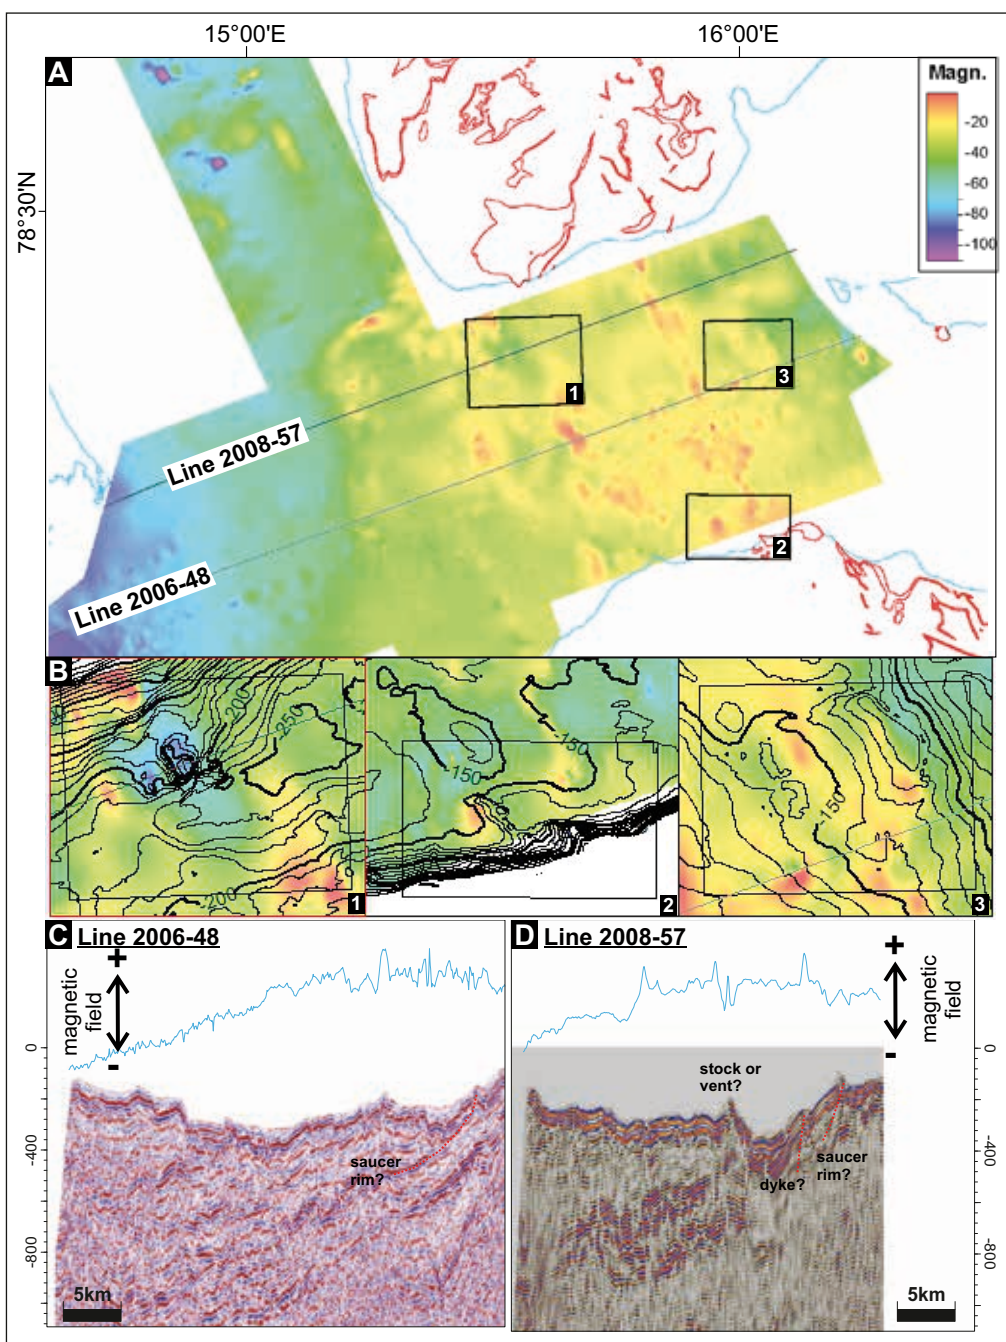 15°00'E 16°00'E
A
Magn.
-20
-40
-60
-80
-100
78°30'N
1
3
Line 2008-57
2
Line 2006-48
B
-200
-250
-200
1
-150
-150
2
-150
3
C Line 2006-48
+
magnetic
field
-
0
-400
-800
saucer
rim?
5km
D Line 2008-57
+
magnetic
field
-
0
-400
-800
stock or
vent?
saucer
rim?
dyke?
5km